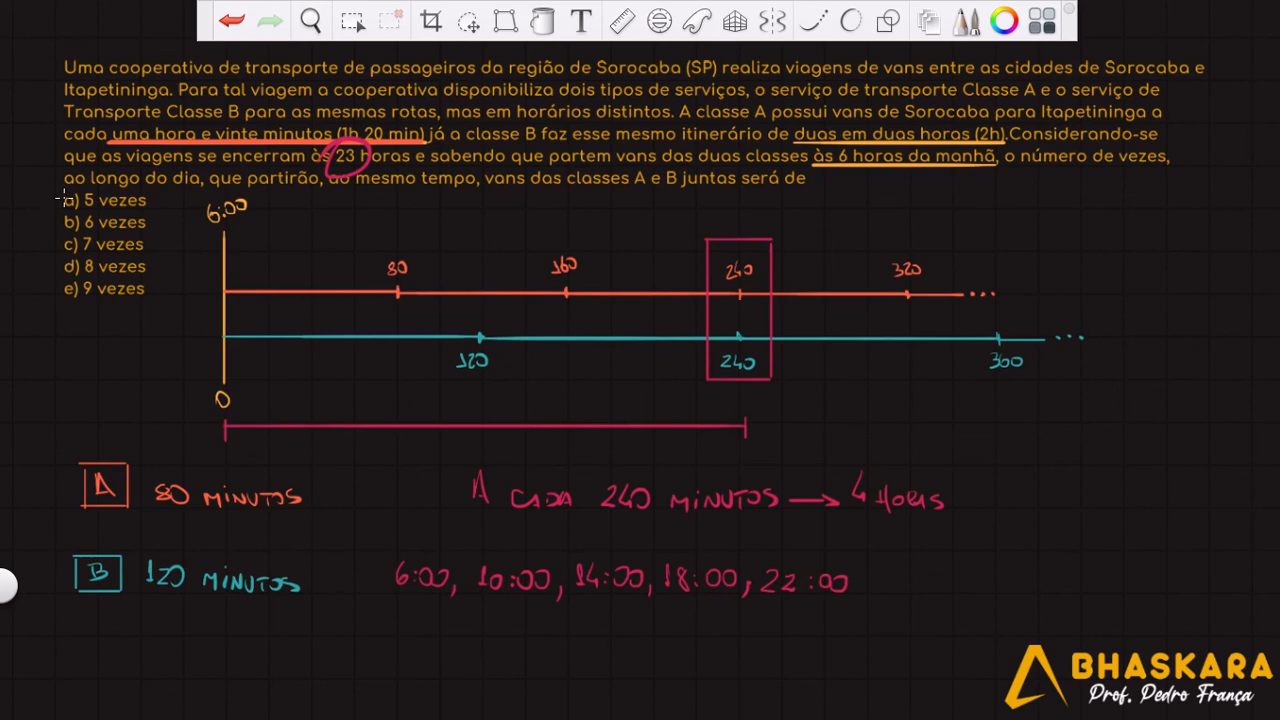 T
Uma cooperativa de transporte de passageiros da região de Sorocaba (SP) realiza viagens de vans entre as cidades de Sorocaba e
Itapetininga. Para tal viagem a cooperativa disponibiliza dois tipos de serviços, o serviço de transporte Classe A e o serviço de
Transporte Classe B para as mesmas rotas, mas em horários distintos. A classe A possui vans de Sorocaba para Itapetininga a
cada uma hora e vinte minutos (1h 20 min) já a classe B faz esse mesmo itinerário de duas em duas horas (2h).Considerando-se
que as viagens se encerram às 23 horas e sabendo que partem vans das duas classes às 6 horas da manhã, o número de vezes,
ao longo do dia, que partirão, ao mesmo tempo, vans das classes A e B juntas será de
a) 5 vezes
b) 6 vezes
c) 7 vezes
d) 8 vezes
e) 9 vezes
6:00
80 160 240 320 ...
120 240 360 ...
0
A 80 MINUTOS
A CADA 240 MINUTOS → 4 HORAS
B 120 MINUTOS
6:00, 10:00, 14:00, 18:00, 22:00
BHASKARA
Prof. Pedro França